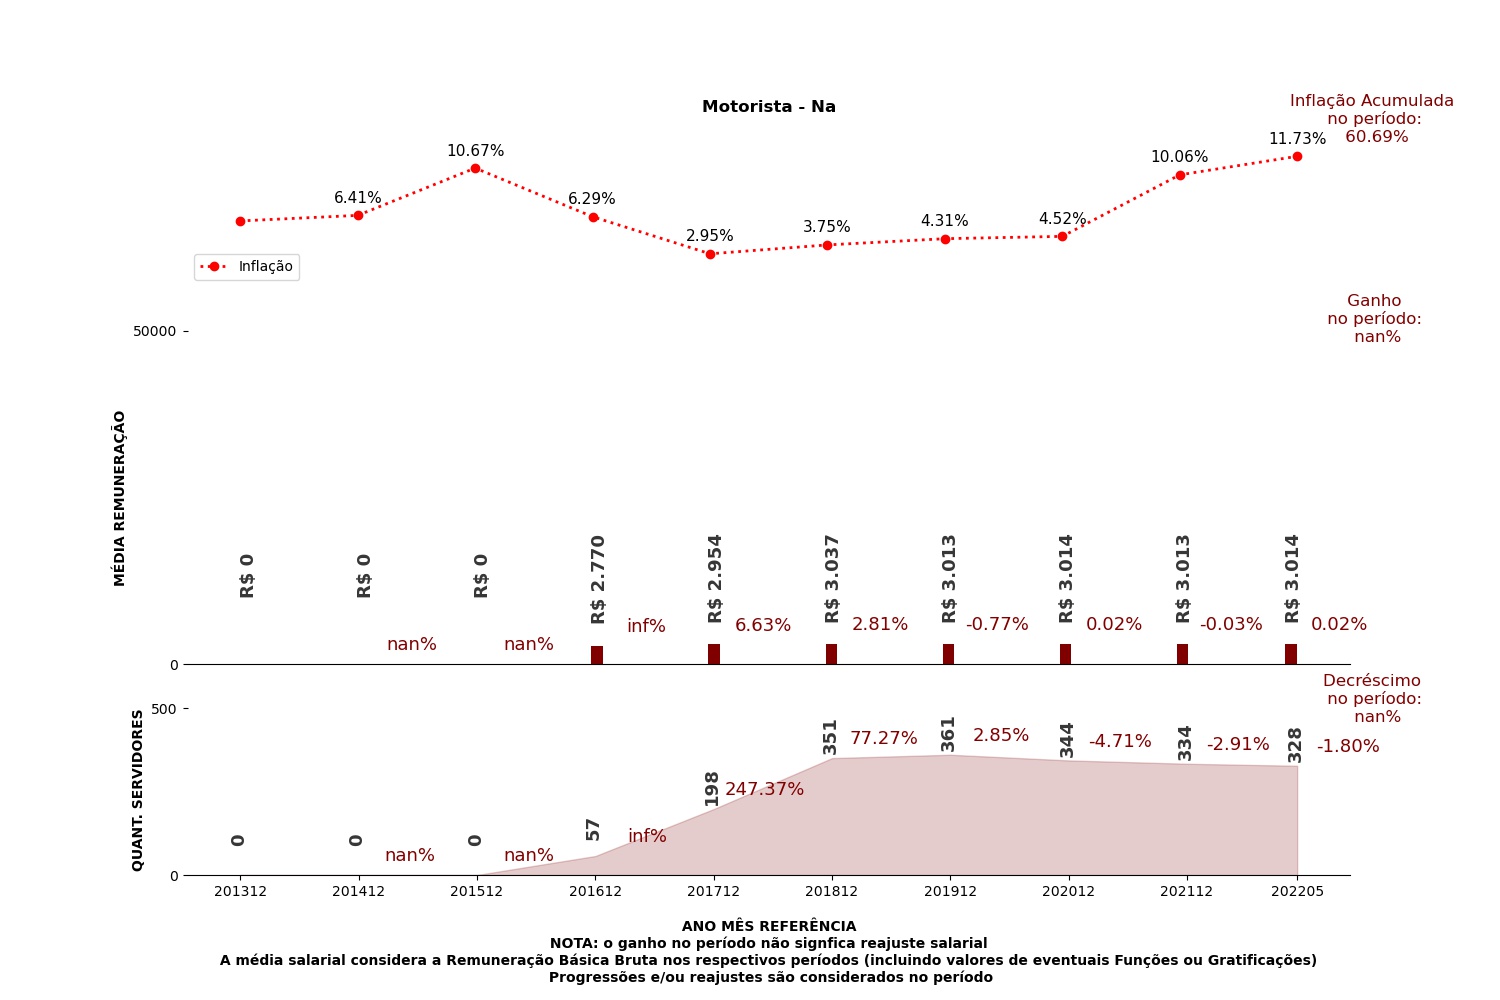 Motorista - Na
Inflação Acumulada
no período:
60.69%
6.41%
10.67%
6.29%
2.95%
3.75%
4.31%
4.52%
10.06%
11.73%
Inflação
Ganho
no período:
nan%
50000
0
MÉDIA REMUNERAÇÃO
R$ 0
R$ 0
R$ 0
R$ 2.770
R$ 2.954
R$ 3.037
R$ 3.013
R$ 3.014
R$ 3.013
R$ 3.014
nan%
nan%
inf%
6.63%
2.81%
-0.77%
0.02%
-0.03%
0.02%
Decréscimo
no período:
nan%
500
0
QUANT. SERVIDORES
0
0
0
57
198
351
361
344
334
328
nan%
nan%
inf%
247.37%
77.27%
2.85%
-4.71%
-2.91%
-1.80%
201312
201412
201512
201612
201712
201812
201912
202012
202112
202205
ANO MÊS REFERÊNCIA
NOTA: o ganho no período não signfica reajuste salarial
A média salarial considera a Remuneração Básica Bruta nos respectivos períodos (incluindo valores de eventuais Funções ou Gratificações)
Progressões e/ou reajustes são considerados no período